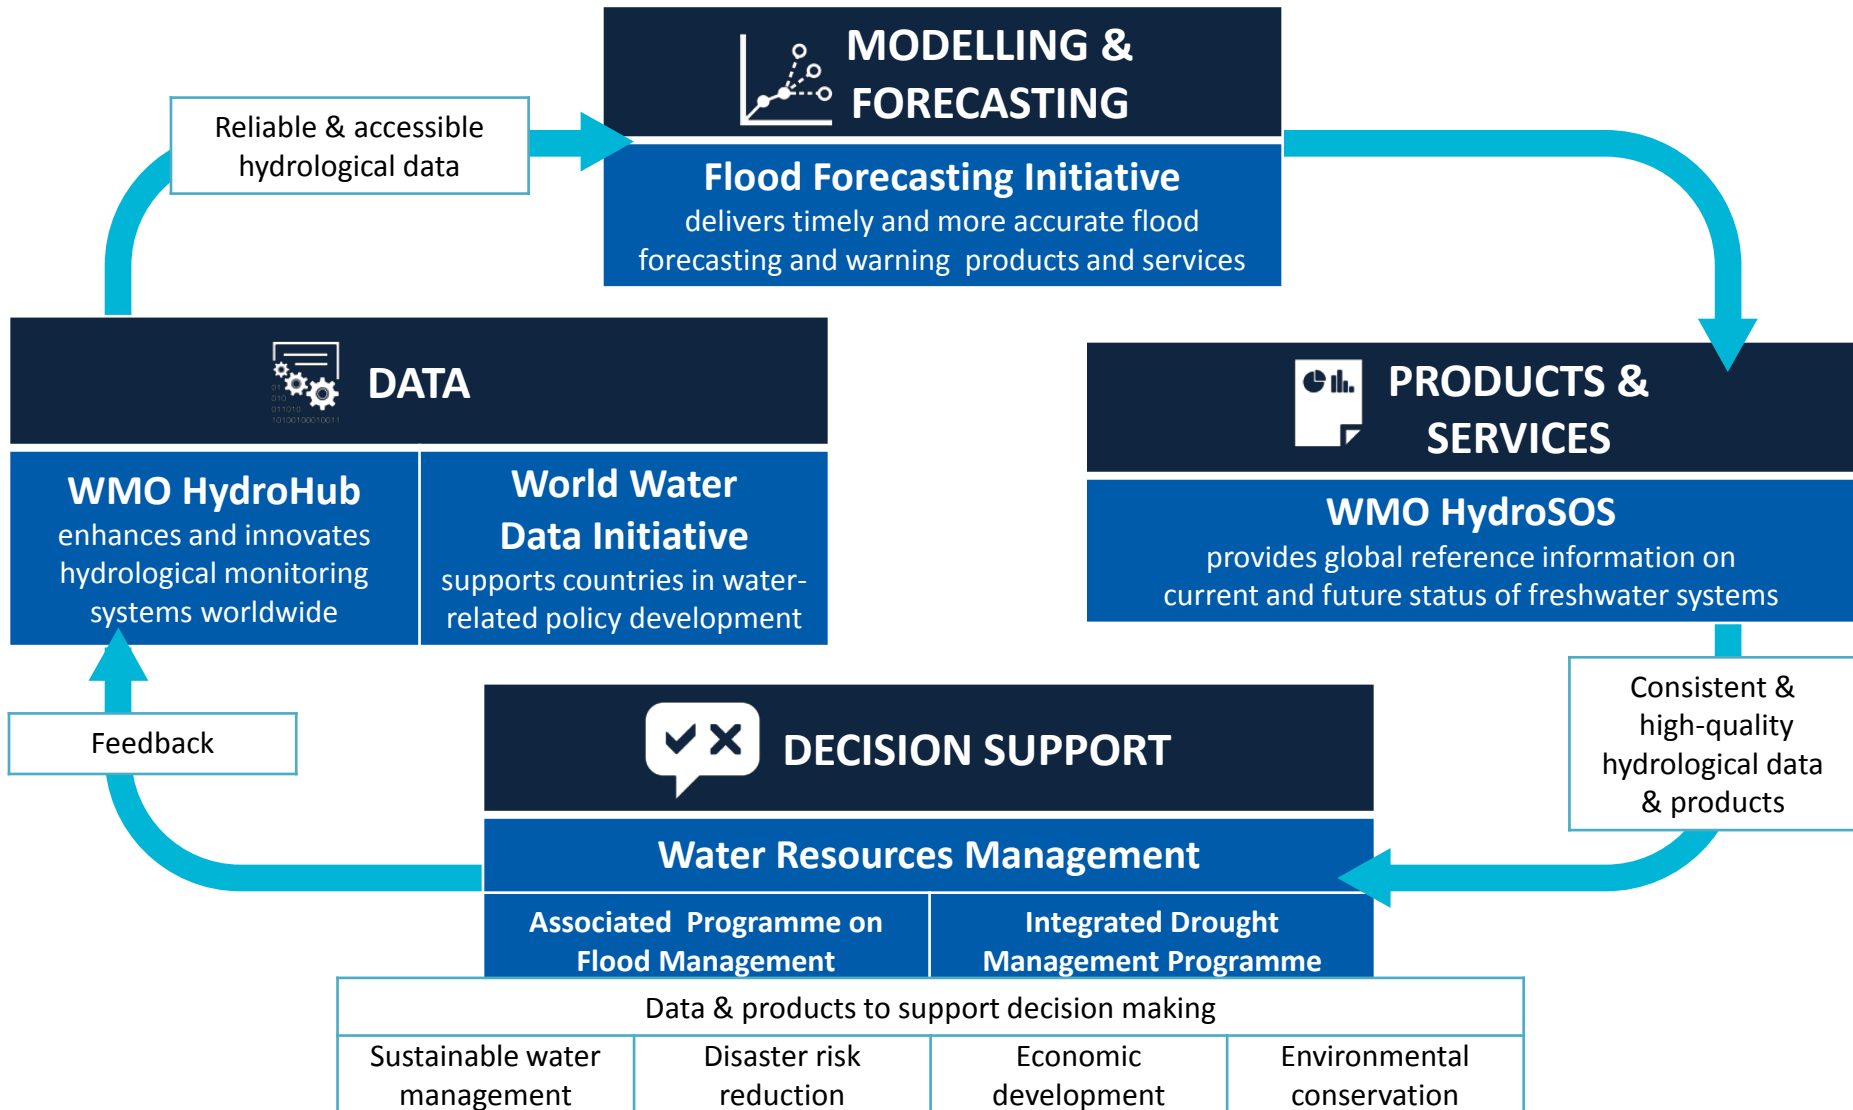 MODELLING &
FORECASTING
Flood Forecasting Initiative
delivers timely and more accurate flood
forecasting and warning products and services
Reliable & accessible
hydrological data
DATA
01
010
011010
10100100010011
WMO HydroHub
enhances and innovates
hydrological monitoring
systems worldwide
World Water
Data Initiative
supports countries in water-
related policy development
PRODUCTS &
SERVICES
WMO HydroSOS
provides global reference information on
current and future status of freshwater systems
Consistent &
high-quality
hydrological data
& products
Feedback
DECISION SUPPORT
Water Resources Management
Associated Programme on
Flood Management
Integrated Drought
Management Programme
Data & products to support decision making
Sustainable water
management
Disaster risk
reduction
Economic
development
Environmental
conservation